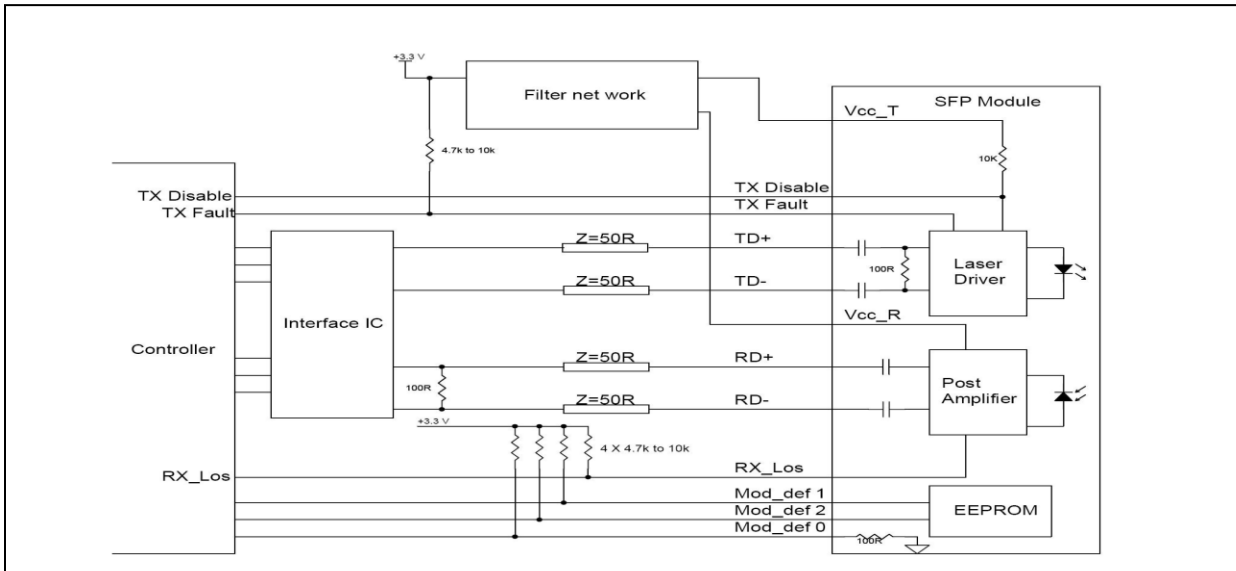 +3.3 V
Filter net work
SFP Module
Vcc_T
4.7k to 10k
10K
TX Disable
TX Disable
TX Fault
TX Fault
Z=50R
TD+
100R
Laser
Driver
Z=50R
TD-
Interface IC
Vcc_R
Controller
Z=50R
RD+
100R
Post
Amplifier
Z=50R
RD-
+3.3 V
4 X 4.7k to 10k
RX_Los
RX_Los
Mod_def 1
Mod_def 2
EEPROM
Mod_def 0
100R